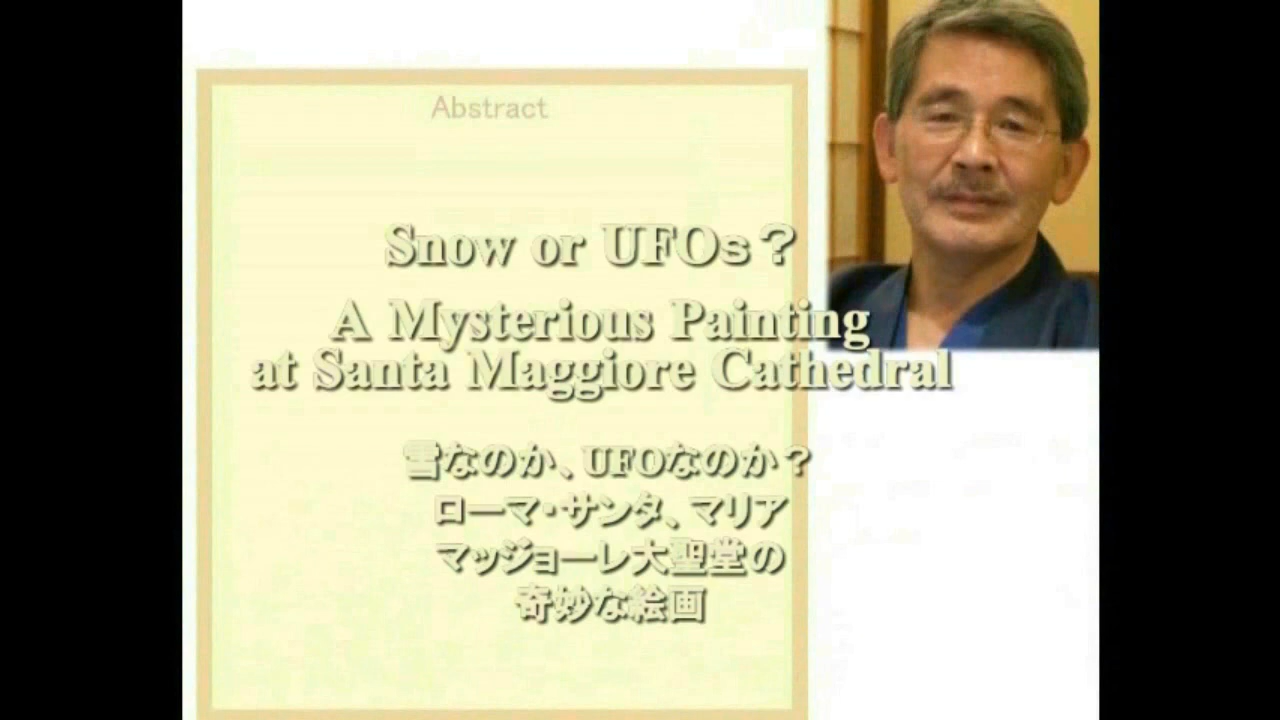 Abstract
Snow or UFOs？
A Mysterious Painting
at Santa Maggiore Cathedral
雪なのか、UFOなのか？
ローマ・サンタ、マリア
マッジョーレ大聖堂の
奇妙な絵画